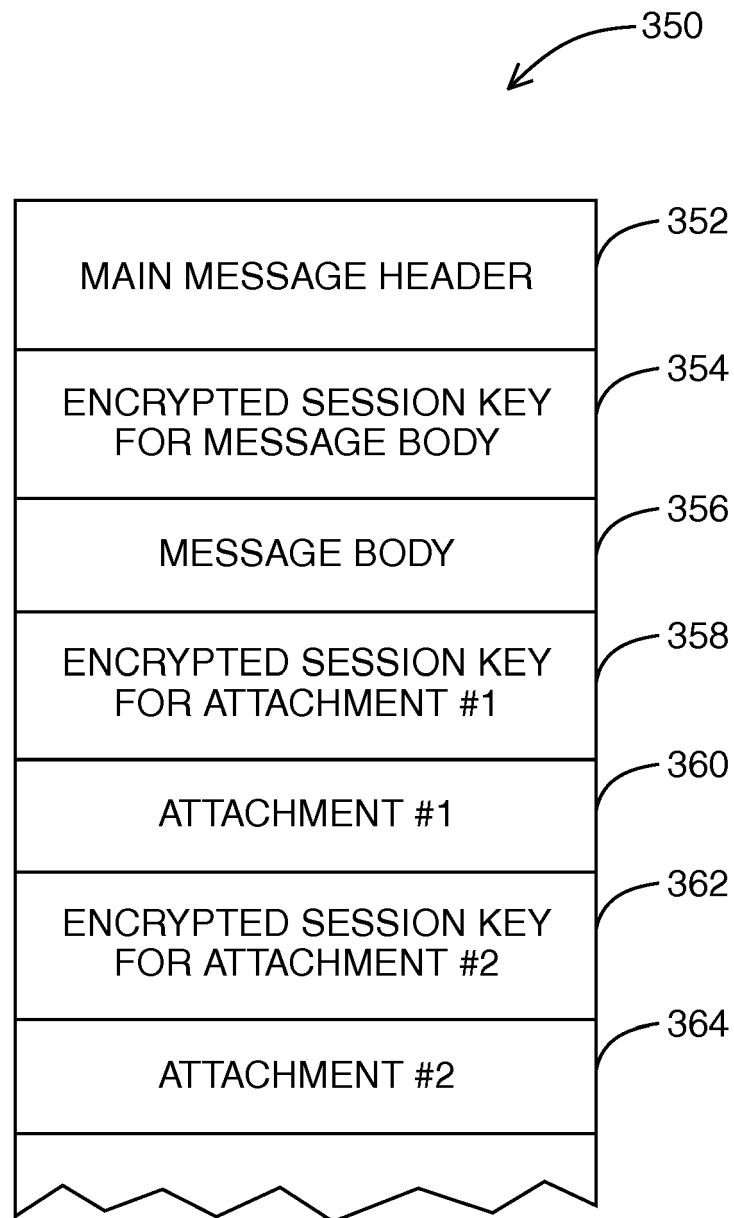 350
MAIN MESSAGE HEADER
352
ENCRYPTED SESSION KEY
FOR MESSAGE BODY
354
MESSAGE BODY
356
ENCRYPTED SESSION KEY
FOR ATTACHMENT #1
358
ATTACHMENT #1
360
ENCRYPTED SESSION KEY
FOR ATTACHMENT #2
362
ATTACHMENT #2
364